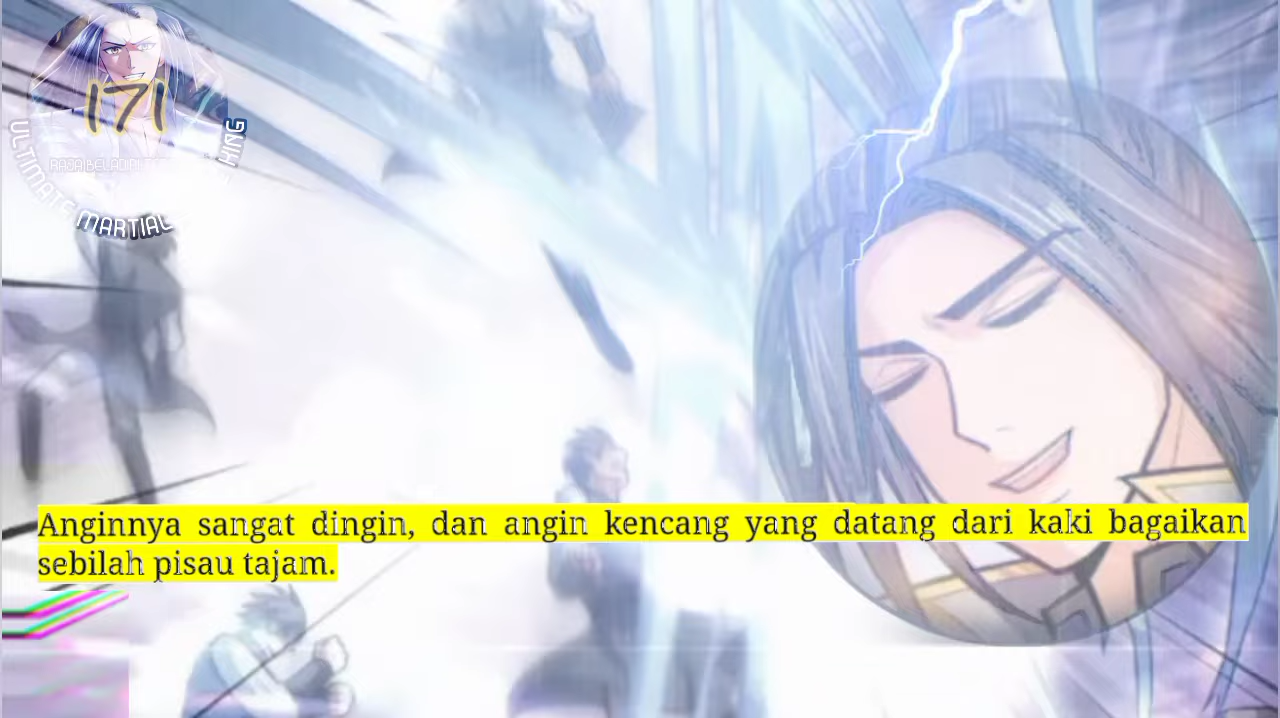 171
ULTIMATE MARTIAL KING
Anginnya sangat dingin, dan angin kencang yang datang dari kaki bagaikan
sebilah pisau tajam.